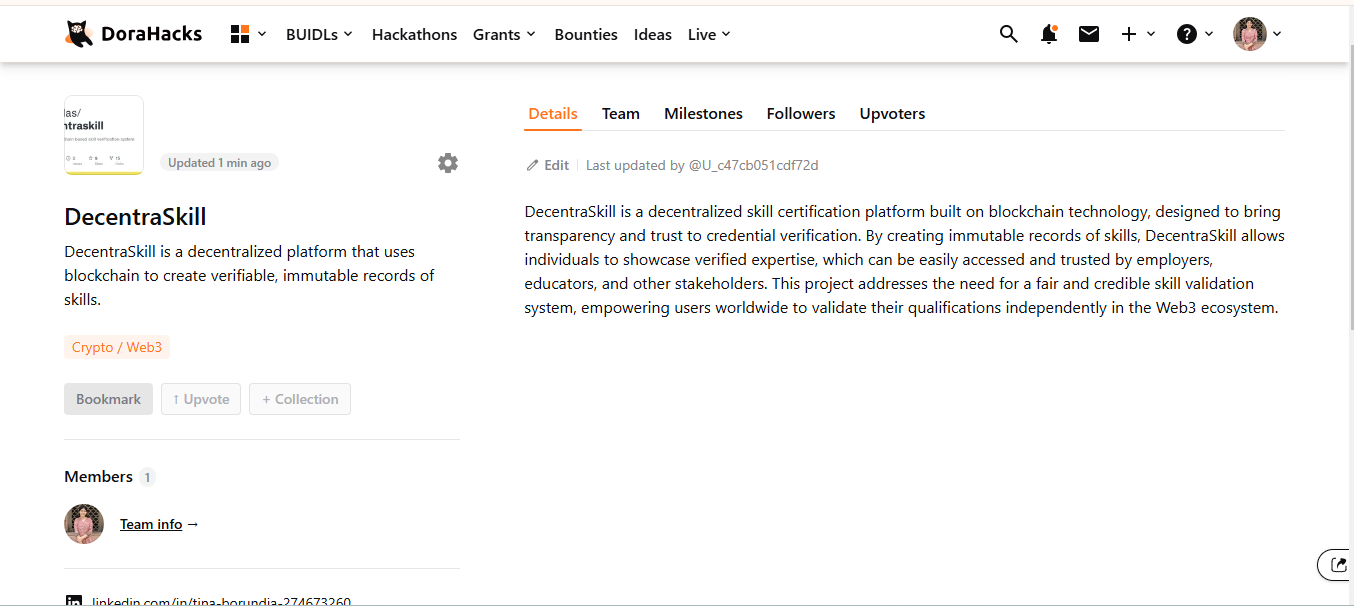 DoraHacks
BUIDLs
Hackathons
Grants
Bounties
Ideas
Live
las/
ntraskill
Updated 1 min ago
DecentraSkill
DecentraSkill is a decentralized platform that uses
blockchain to create verifiable, immutable records of
skills.
Crypto / Web3
Bookmark
↑ Upvote
+ Collection
Members 1
Team info →
linkedin.com/in/tina-borundia-274673260
Details
Team
Milestones
Followers
Upvoters
Edit
Last updated by @U_c47cb051cdf72d
DecentraSkill is a decentralized skill certification platform built on blockchain technology, designed to bring
transparency and trust to credential verification. By creating immutable records of skills, DecentraSkill allows
individuals to showcase verified expertise, which can be easily accessed and trusted by employers,
educators, and other stakeholders. This project addresses the need for a fair and credible skill validation
system, empowering users worldwide to validate their qualifications independently in the Web3 ecosystem.